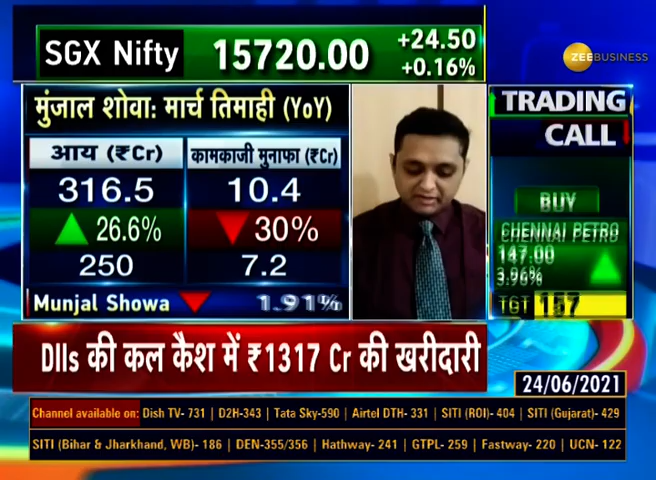 SGX Nifty 15720.00 +24.50
+0.16%
ZEE BUSINESS
मुंजाल शोवा: मार्च तिमाही (YoY)
आय (₹Cr) कामकाजी मुनाफा (₹Cr)
316.5 10.4
26.6% 30%
250 7.2
Munjal Showa 1.91%
TRADING
CALL
BUY
CHENNAI PETRO
147.00
3.96%
TGT
DIIs की कल कैश में ₹1317 Cr की खरीदारी
24/06/2021
Channel available on: Dish TV- 731 | D2H-343 | Tata Sky-590 | Airtel DTH- 331 | SITI (ROI)- 404 | SITI (Gujarat)- 429
SITI (Bihar & Jharkhand, WB)- 186 | DEN-355/356 | Hathway- 241 | GTPL- 259 | Fastway- 220 | UCN- 122